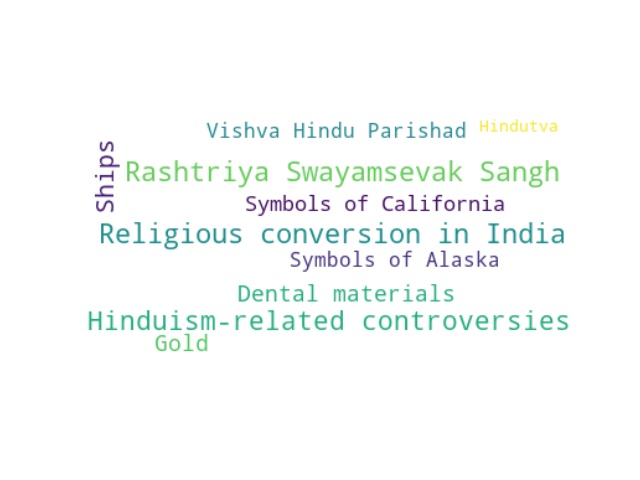 Vishva Hindu Parishad
Hindutva
Ships
Rashtriya Swayamsevak Sangh
Symbols of California
Religious conversion in India
Symbols of Alaska
Dental materials
Hinduism-related controversies
Gold